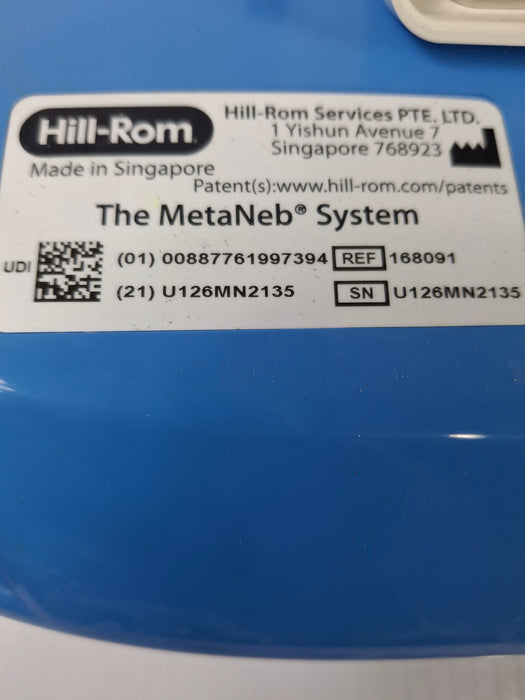 Hill-Rom
Hill-Rom Services PTE. LTD.
1 Yishun Avenue 7
Singapore 768923
Made in Singapore
Patent(s):www.hill-rom.com/patents
The MetaNeb® System
UDI
(01) 00887761997394 REF 168091
(21) U126MN2135 SN U126MN2135